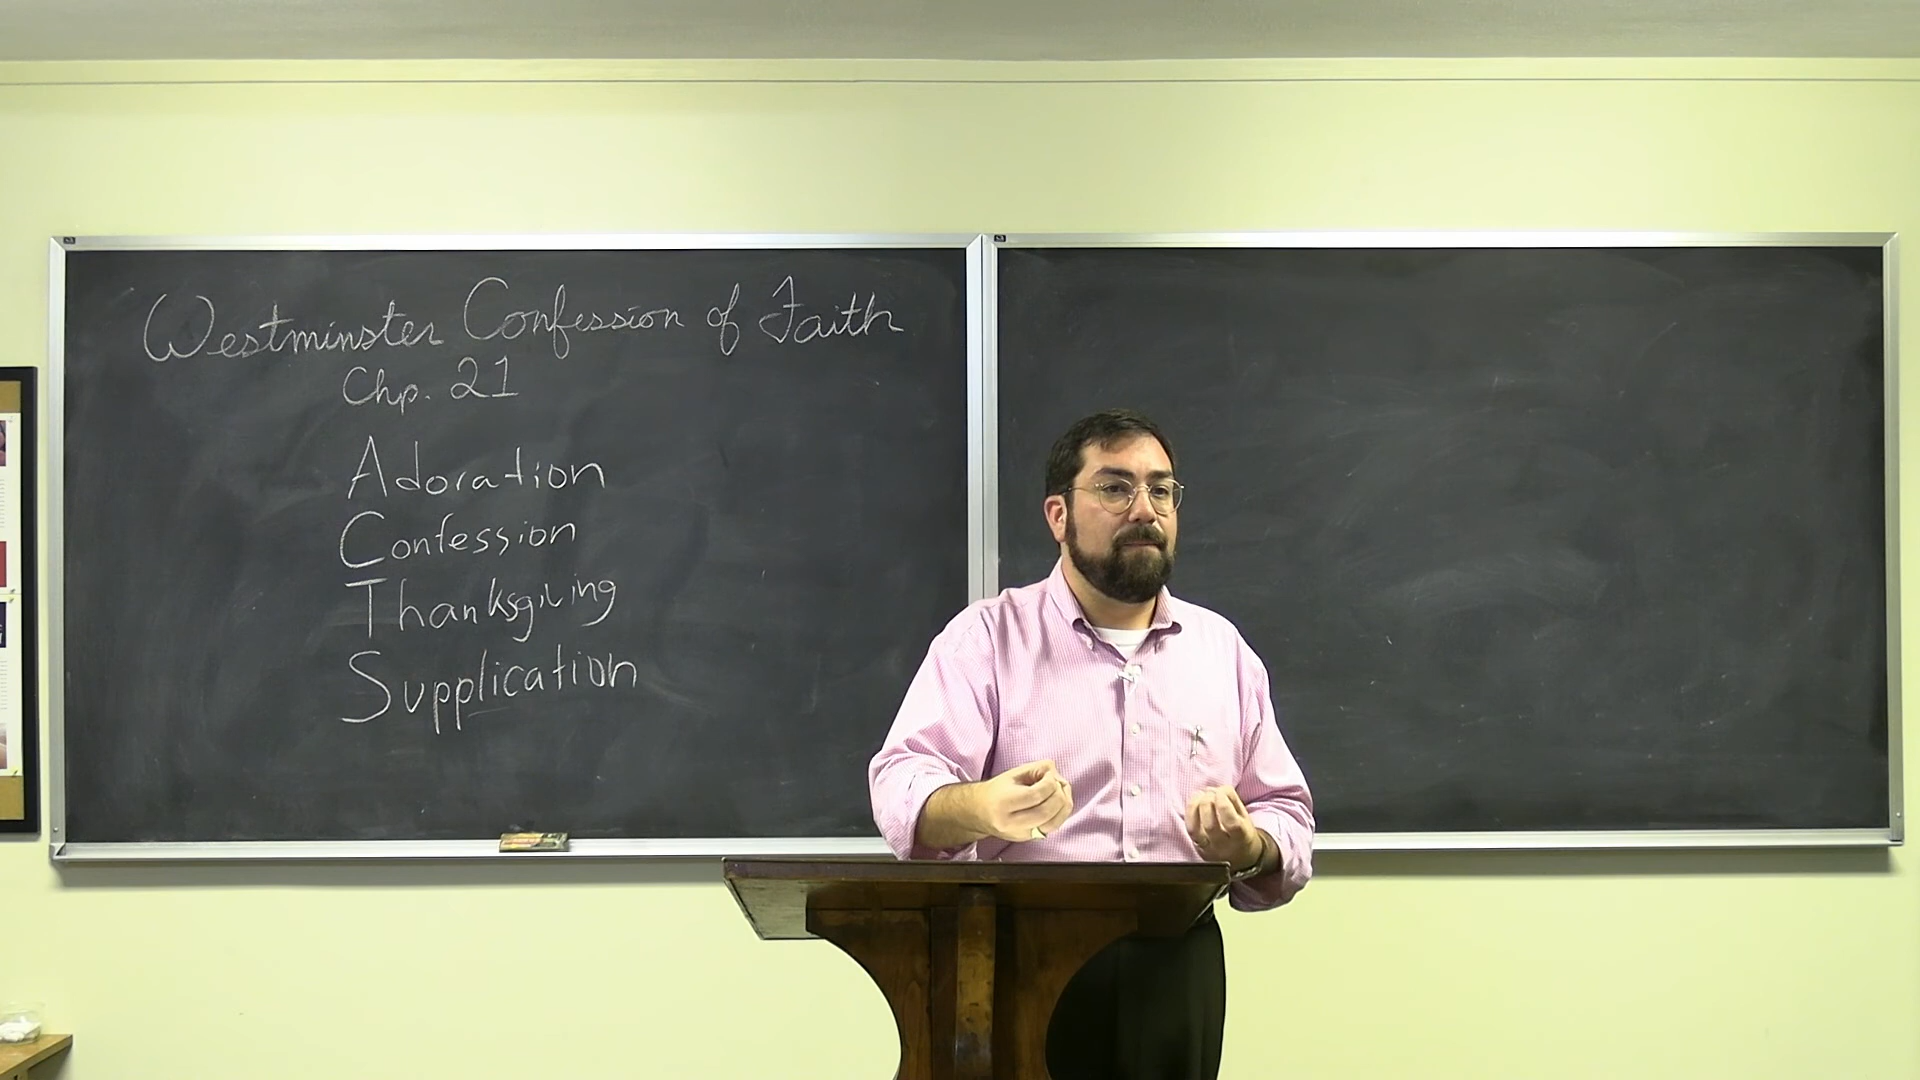 Westminster Confession of Faith
Chp. 21
Adoration
Confession
Thanksgiving
Supplication